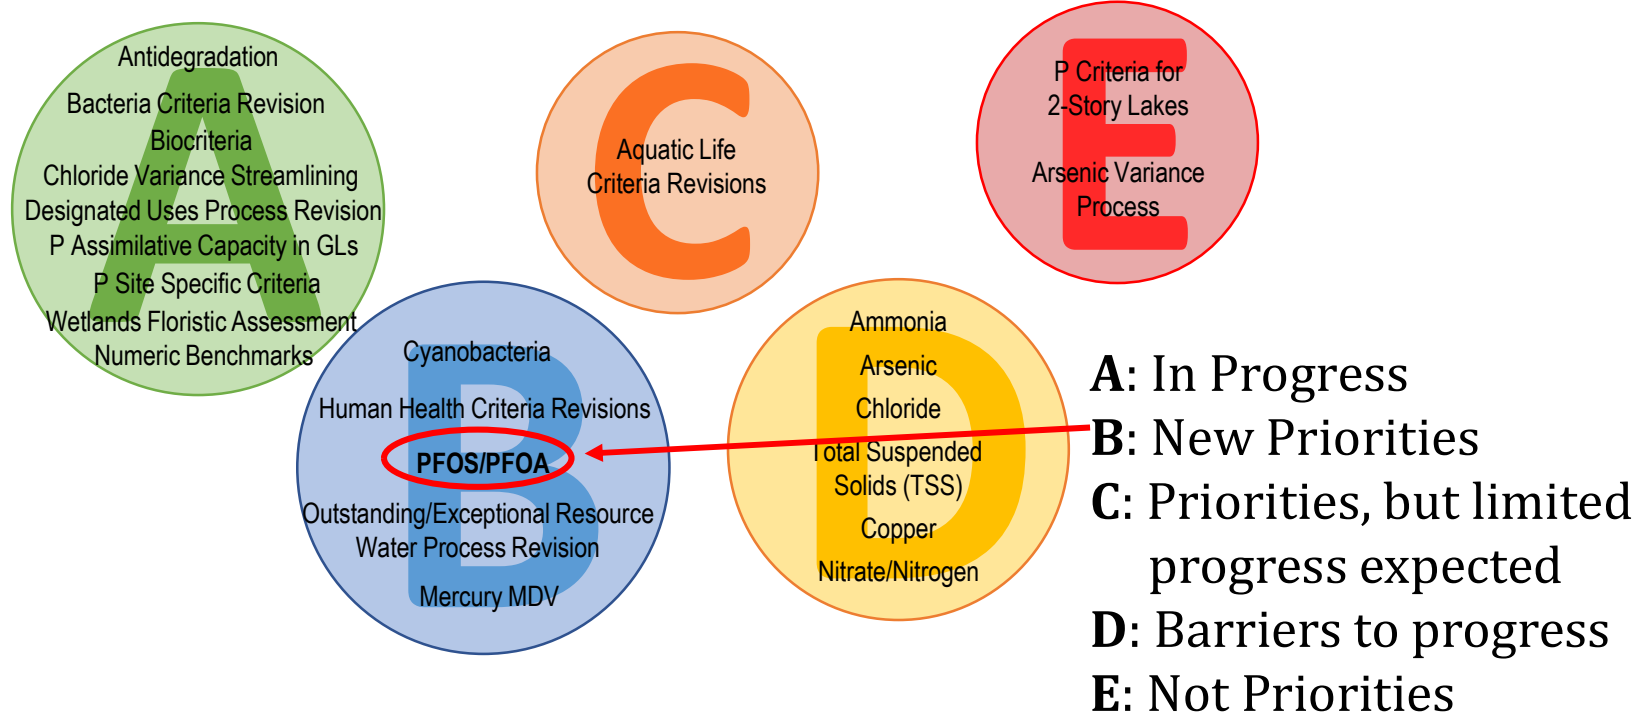 A
Antidegradation
Bacteria Criteria Revision
Biocriteria
Chloride Variance Streamlining
Designated Uses Process Revision
P Assimilative Capacity in GLs
P Site Specific Criteria
Wetlands Floristic Assessment
Numeric Benchmarks
B
Cyanobacteria
Human Health Criteria Revisions
PFOS/PFOA
Outstanding/Exceptional Resource
Water Process Revision
Mercury MDV
C
Aquatic Life
Criteria Revisions
D
Ammonia
Arsenic
Chloride
Total Suspended
Solids (TSS)
Copper
Nitrate/Nitrogen
E
P Criteria for
2-Story Lakes
Arsenic Variance
Process
A: In Progress
B: New Priorities
C: Priorities, but limited
progress expected
D: Barriers to progress
E: Not Priorities